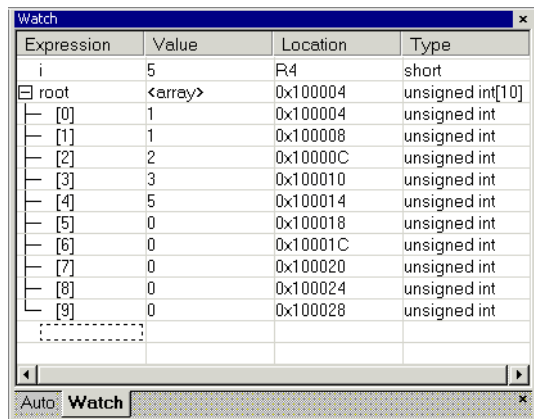 Watch
Expression Value Location Type
i 5 R4 short
root <array> 0x100004 unsigned int[10]
[0] 1 0x100004 unsigned int
[1] 1 0x100008 unsigned int
[2] 2 0x10000C unsigned int
[3] 3 0x100010 unsigned int
[4] 5 0x100014 unsigned int
[5] 0 0x100018 unsigned int
[6] 0 0x10001C unsigned int
[7] 0 0x100020 unsigned int
[8] 0 0x100024 unsigned int
[9] 0 0x100028 unsigned int
Auto Watch